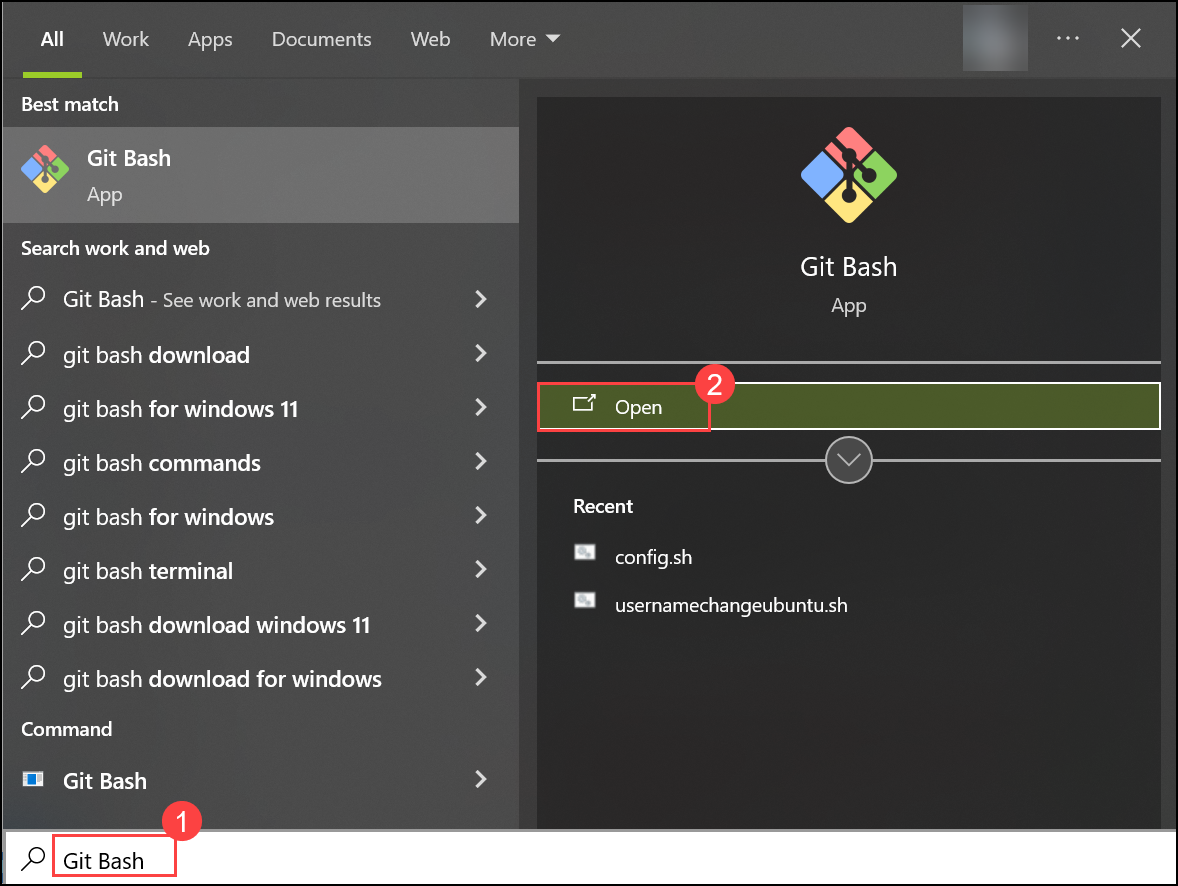 All Work Apps Documents Web More
Best match
Git Bash
App
Search work and web
Git Bash - See work and web results
git bash download
git bash for windows 11
git bash commands
git bash for windows
git bash terminal
git bash download windows 11
git bash download for windows
Command
Git Bash
1
Git Bash
Git Bash
App
2
Open
Recent
config.sh
usernamechangeubuntu.sh